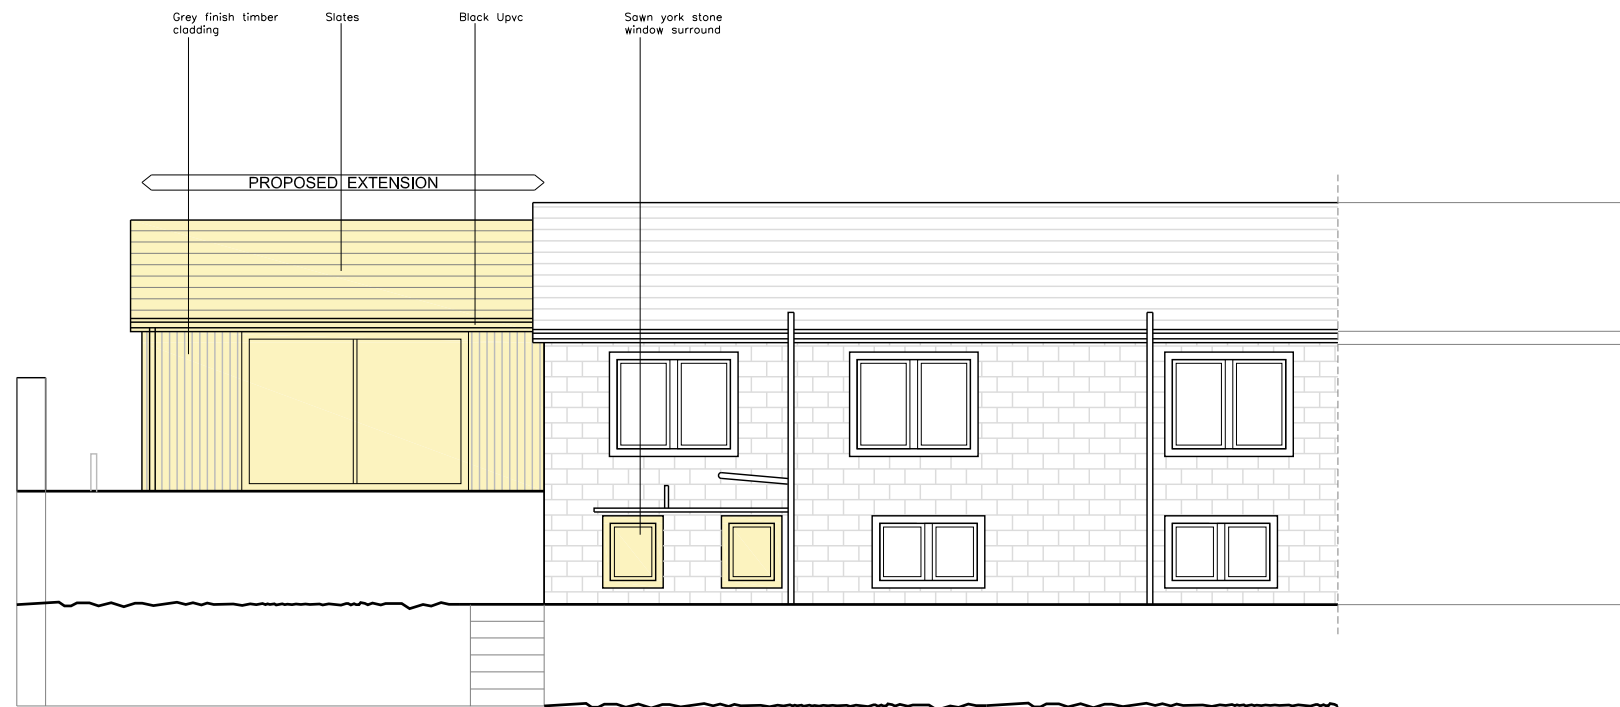 Grey finish timber
cladding
Slates
Black Upvc
Sawn york stone
window surround
PROPOSED EXTENSION